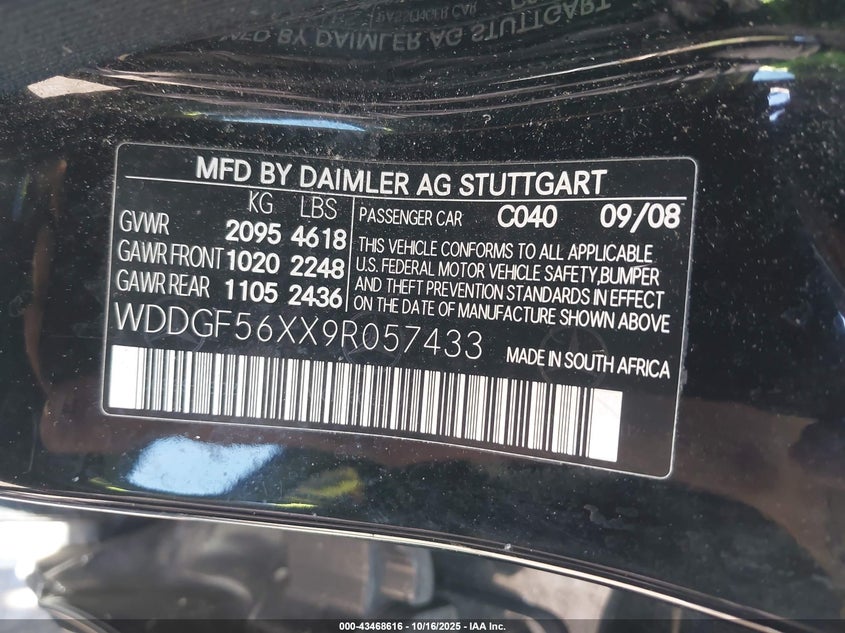 MFD BY DAIMLER AG STUTTGART
KG LBS
GVWR 2095 4618
GAWR FRONT 1020 2248
GAWR REAR 1105 2436
PASSENGER CAR C040 09/08
THIS VEHICLE CONFORMS TO ALL APPLICABLE
U.S. FEDERAL MOTOR VEHICLE SAFETY,BUMPER
AND THEFT PREVENTION STANDARDS IN EFFECT
ON THE DATE OF MANUFACTURE SHOWN ABOVE
WDDGF56XX9R057433
MADE IN SOUTH AFRICA
000-43468616 - 10/16/2025 - IAA Inc.